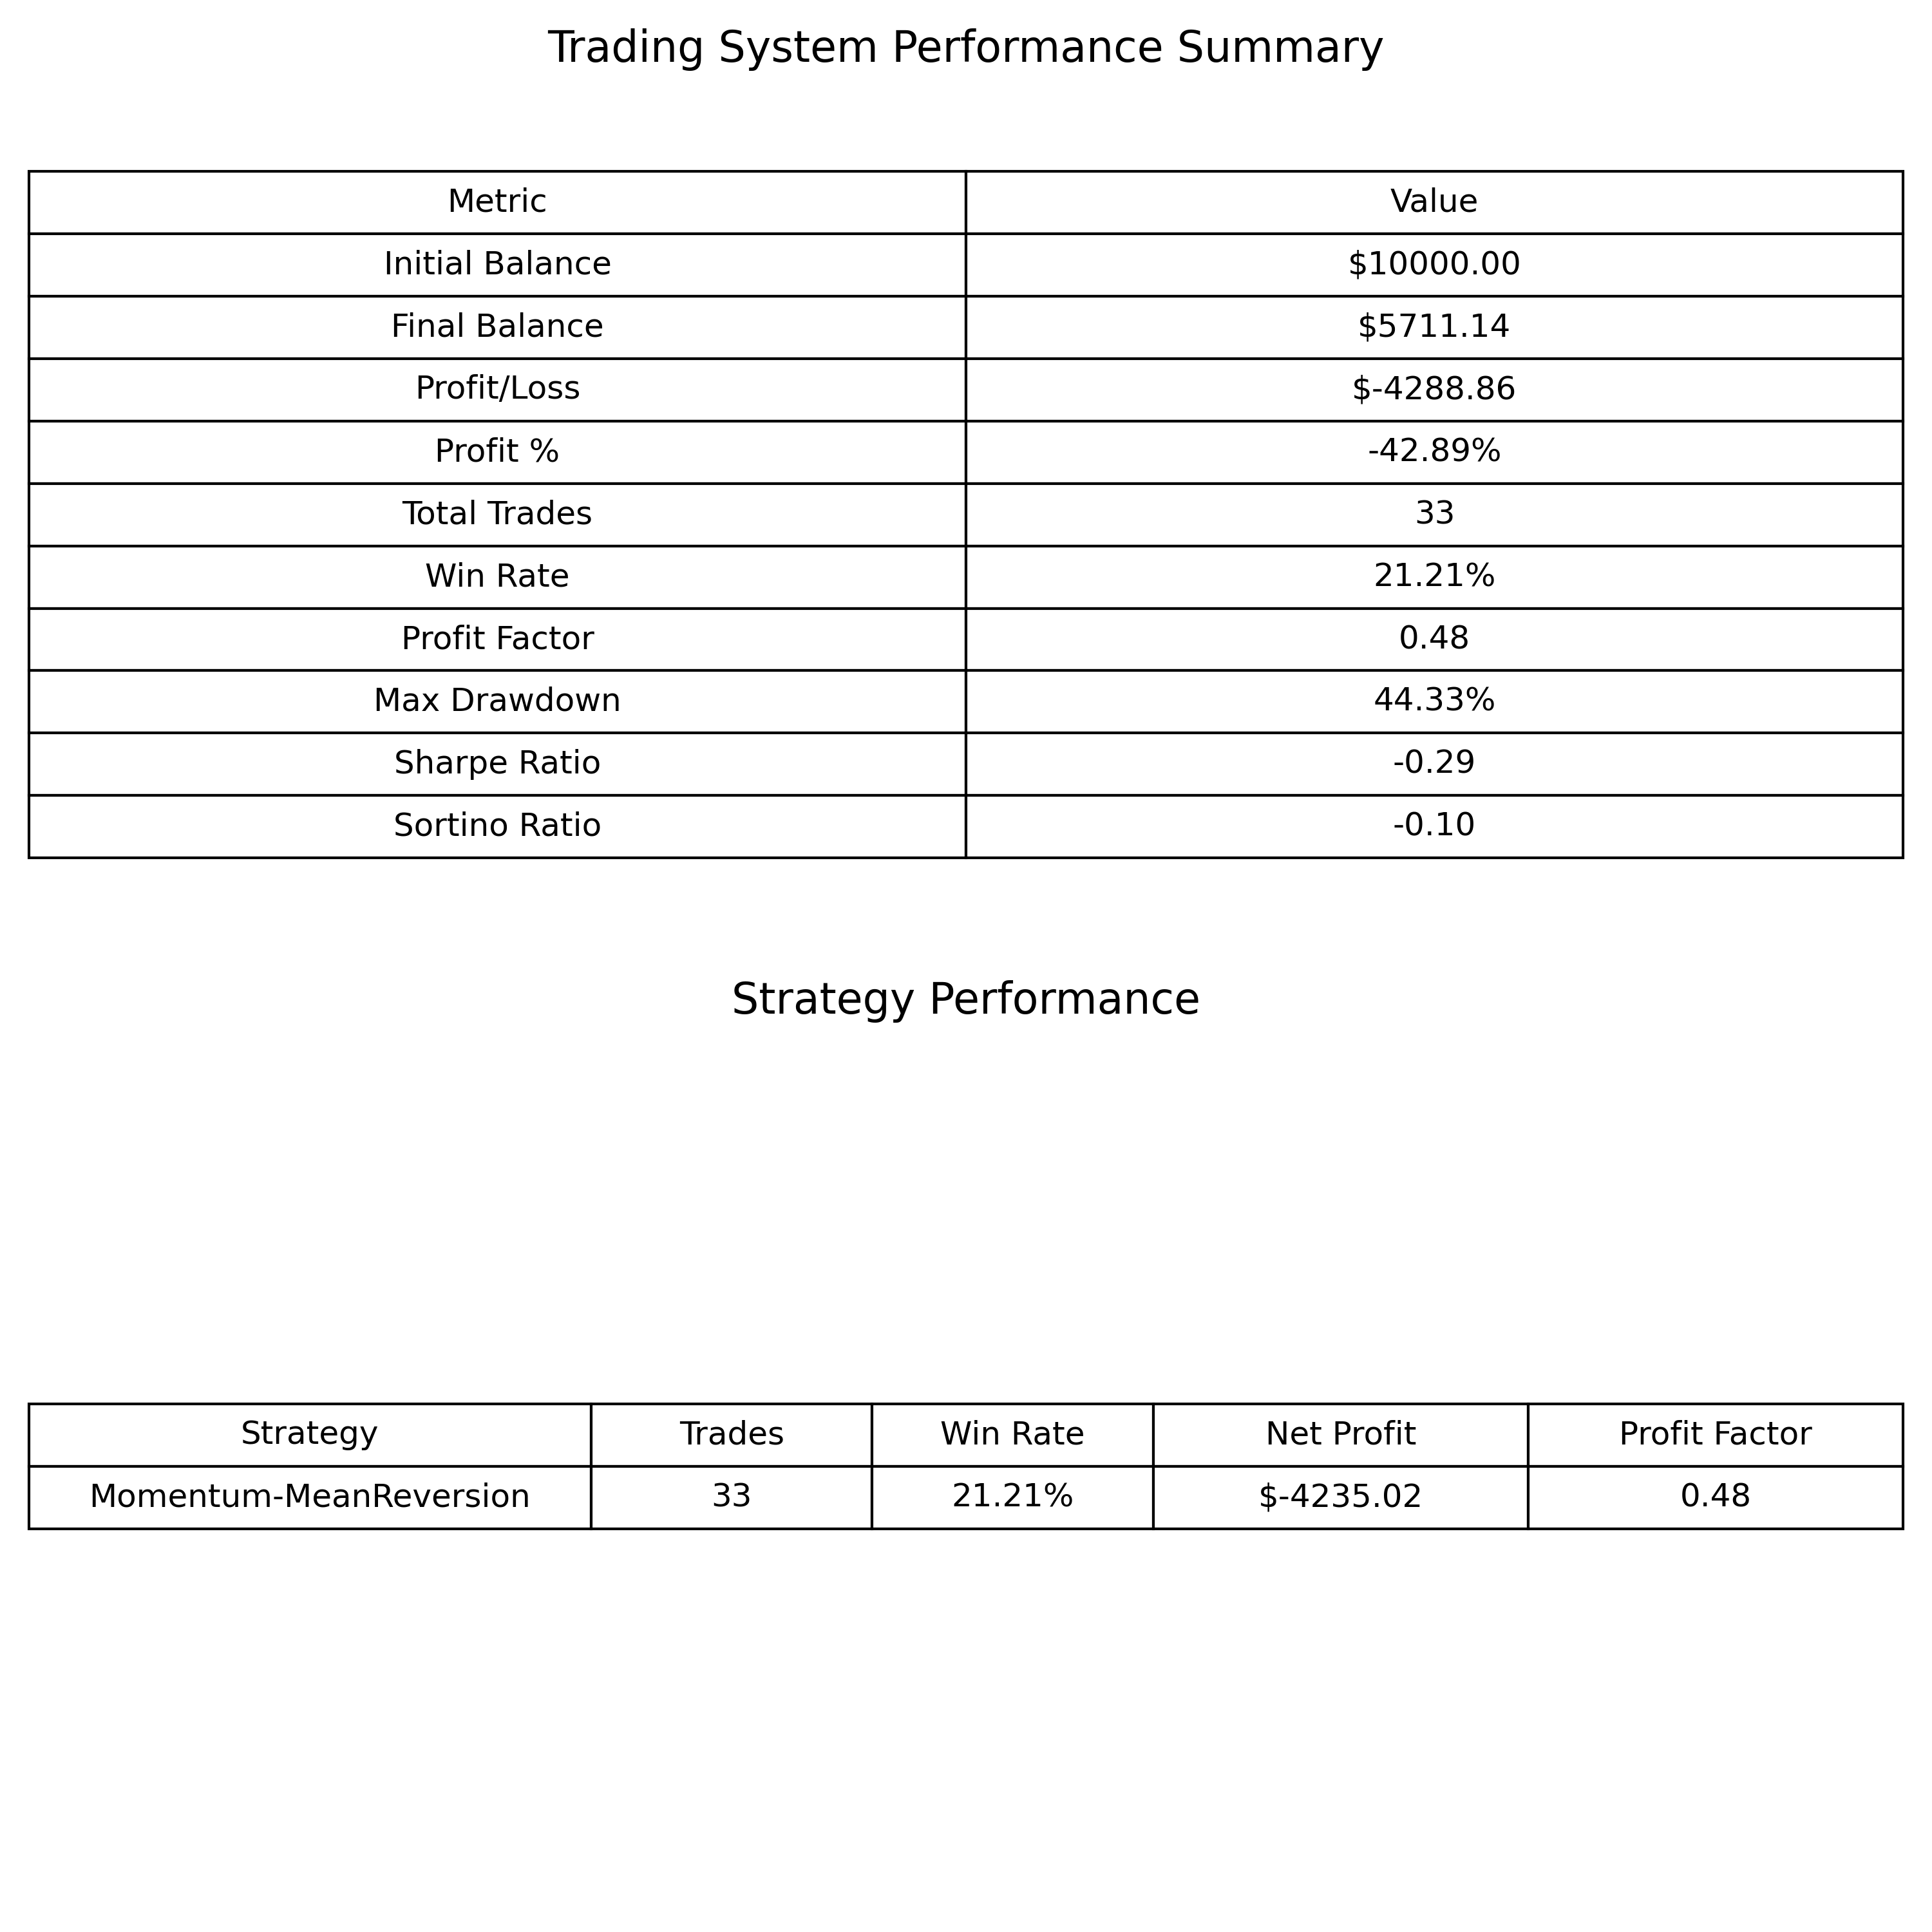 Trading System Performance Summary
Metric Value
Initial Balance $10000.00
Final Balance $5711.14
Profit/Loss $-4288.86
Profit % -42.89%
Total Trades 33
Win Rate 21.21%
Profit Factor 0.48
Max Drawdown 44.33%
Sharpe Ratio -0.29
Sortino Ratio -0.10
Strategy Performance
Strategy Trades Win Rate Net Profit Profit Factor
Momentum-MeanReversion 33 21.21% $-4235.02 0.48